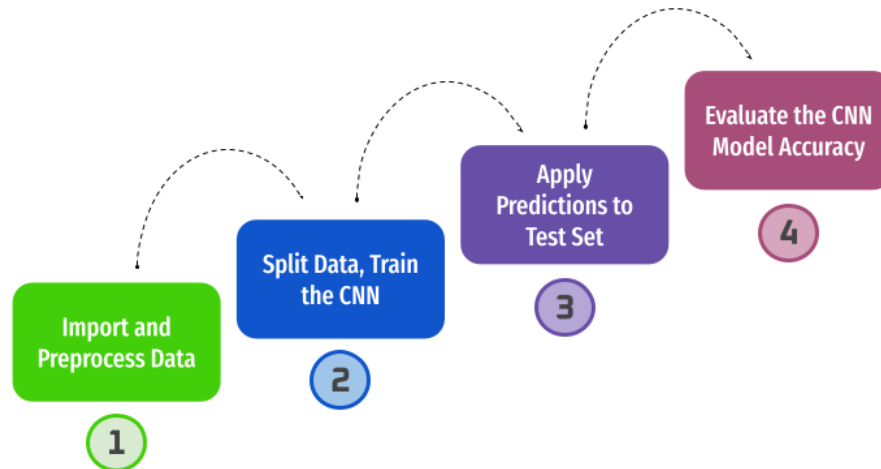 Import and
Preprocess Data
1
Split Data, Train
the CNN
2
Apply
Predictions to
Test Set
3
Evaluate the CNN
Model Accuracy
4